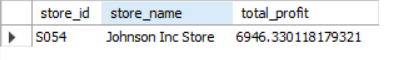 store_id store_name total_profit
S054 Johnson Inc Store 6946.330118179321